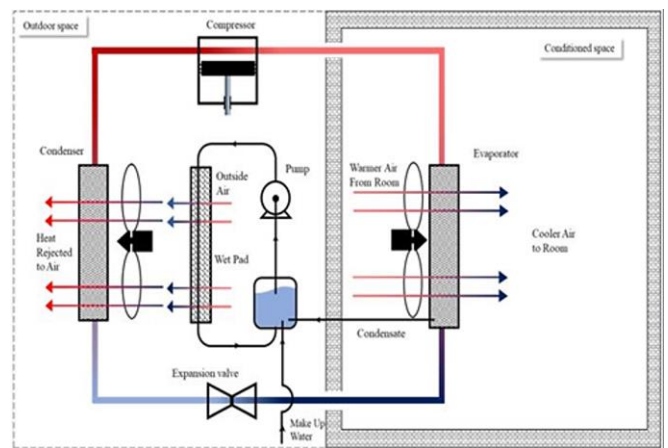 Outdoor space
Compressor
Conditioned space
Condenser
Outside
Air
Pump
Warmer Air
From Room
Evaporator
Heat
Rejected
to Air
Wet Pad
Cooler Air
to Room
Condensate
Expansion valve
Make Up
Water